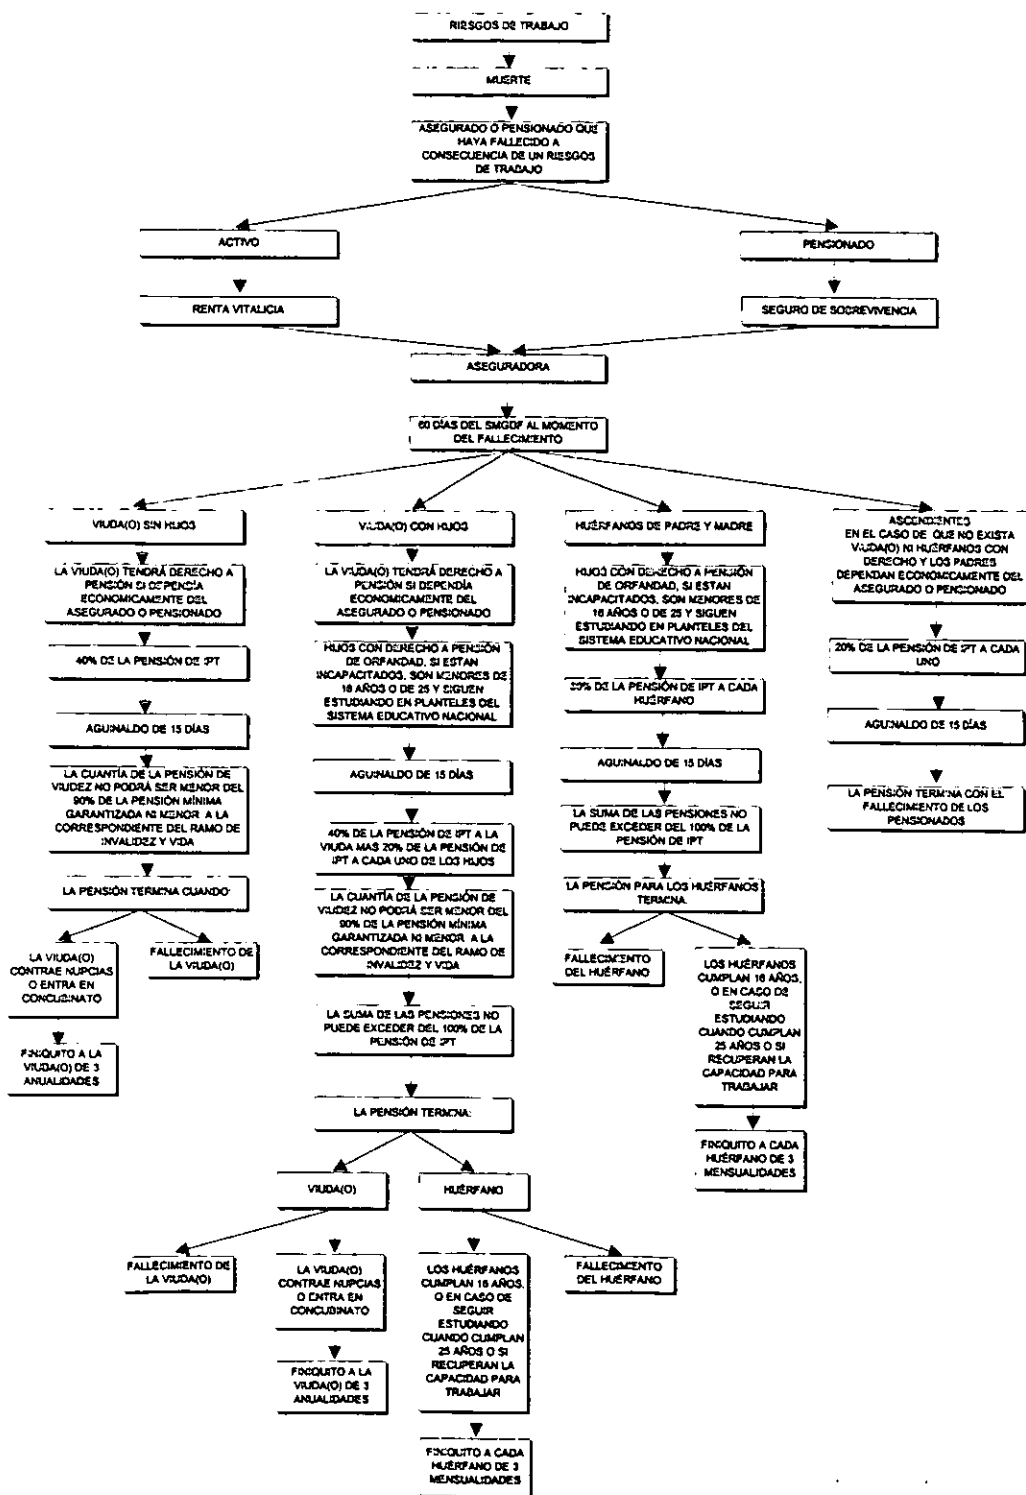 RIESGOS DE TRABAJO
MUERTE
ASEGURADO O PENSIONADO QUE
HAYA FALLECIDO A
CONSECUENCIA DE UN RIESGOS
DE TRABAJO
ACTIVO
PENSIONADO
RENTA VITALICIA
SEGURO DE SOBREVIVENCIA
ASEGURADORA
60 DÍAS DEL SMGDF AL MOMENTO
DEL FALLECIMIENTO
VIUDA(O) SIN HIJOS
LA VIUDA(O) TENDRÁ DERECHO A
PENSIÓN SI DEPENDÍA
ECONOMICAMENTE DEL
ASEGURADO O PENSIONADO
40% DE LA PENSIÓN DE IPT
AGUINALDO DE 15 DÍAS
LA CUANTÍA DE LA PENSIÓN DE
VIUDEZ NO PODRÁ SER MENOR DEL
90% DE LA PENSIÓN MÍNIMA
GARANTIZADA NI MENOR A LA
CORRESPONDIENTE DEL RAMO DE
INVALIDEZ Y VIDA
LA PENSIÓN TERMINA CUANDO:
LA VIUDA(O)
CONTRAE NUPCIAS
O ENTRA EN
CONCUBINATO
FALLECIMIENTO DE
LA VIUDA(O)
FINIQUITO A LA
VIUDA(O) DE 3
ANUALIDADES
VIUDA(O) CON HIJOS
LA VIUDA(O) TENDRÁ DERECHO A
PENSIÓN SI DEPENDÍA
ECONOMICAMENTE DEL
ASEGURADO O PENSIONADO
HIJOS CON DERECHO A PENSIÓN
DE ORFANDAD, SI ESTAN
INCAPACITADOS, SON MENORES DE
16 AÑOS O DE 25 Y SIGUEN
ESTUDIANDO EN PLANTELES DEL
SISTEMA EDUCATIVO NACIONAL
AGUINALDO DE 15 DÍAS
40% DE LA PENSIÓN DE IPT A LA
VIUDA MAS 20% DE LA PENSIÓN DE
IPT A CADA UNO DE LOS HIJOS
LA CUANTÍA DE LA PENSIÓN DE
VIUDEZ NO PODRÁ SER MENOR DEL
90% DE LA PENSIÓN MÍNIMA
GARANTIZADA NI MENOR A LA
CORRESPONDIENTE DEL RAMO DE
INVALIDEZ Y VIDA
LA SUMA DE LAS PENSIONES NO
PUEDE EXCEDER DEL 100% DE LA
PENSIÓN DE IPT
LA PENSIÓN TERMINA:
VIUDA(O)
HUÉRFANO
FALLECIMIENTO DE
LA VIUDA(O)
LA VIUDA(O)
CONTRAE NUPCIAS
O ENTRA EN
CONCUBINATO
FINIQUITO A LA
VIUDA(O) DE 3
ANUALIDADES
LOS HUÉRFANOS
CUMPLAN 16 AÑOS,
O EN CASO DE
SEGUIR
ESTUDIANDO
CUANDO CUMPLAN
25 AÑOS O SI
RECUPERAN LA
CAPACIDAD PARA
TRABAJAR
FINIQUITO A CADA
HUÉRFANO DE 3
MENSUALIDADES
FALLECIMIENTO
DEL HUÉRFANO
HUÉRFANOS DE PADRE Y MADRE
HIJOS CON DERECHO A PENSIÓN
DE ORFANDAD, SI ESTAN
INCAPACITADOS, SON MENORES DE
16 AÑOS O DE 25 Y SIGUEN
ESTUDIANDO EN PLANTELES DEL
SISTEMA EDUCATIVO NACIONAL
30% DE LA PENSIÓN DE IPT A CADA
HUÉRFANO
AGUINALDO DE 15 DÍAS
LA SUMA DE LAS PENSIONES NO
PUEDE EXCEDER DEL 100% DE LA
PENSIÓN DE IPT
LA PENSIÓN PARA LOS HUÉRFANOS
TERMINA:
FALLECIMIENTO
DEL HUÉRFANO
LOS HUÉRFANOS
CUMPLAN 16 AÑOS,
O EN CASO DE
SEGUIR
ESTUDIANDO
CUANDO CUMPLAN
25 AÑOS O SI
RECUPERAN LA
CAPACIDAD PARA
TRABAJAR
FINIQUITO A CADA
HUÉRFANO DE 3
MENSUALIDADES
ASCENDIENTES
EN EL CASO DE QUE NO EXISTA
VIUDA(O) NI HUÉRFANOS CON
DERECHO Y LOS PADRES
DEPENDAN ECONOMICAMENTE DEL
ASEGURADO O PENSIONADO
20% DE LA PENSIÓN DE IPT A CADA
UNO
AGUINALDO DE 15 DÍAS
LA PENSIÓN TERMINA CON EL
FALLECIMIENTO DE LOS
PENSIONADOS